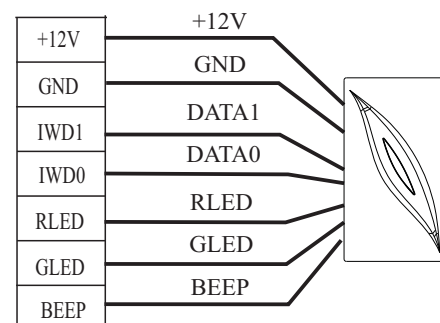 +12V +12V
GND GND
IWD1 DATA1
IWD0 DATA0
RLED RLED
GLED GLED
BEEP BEEP